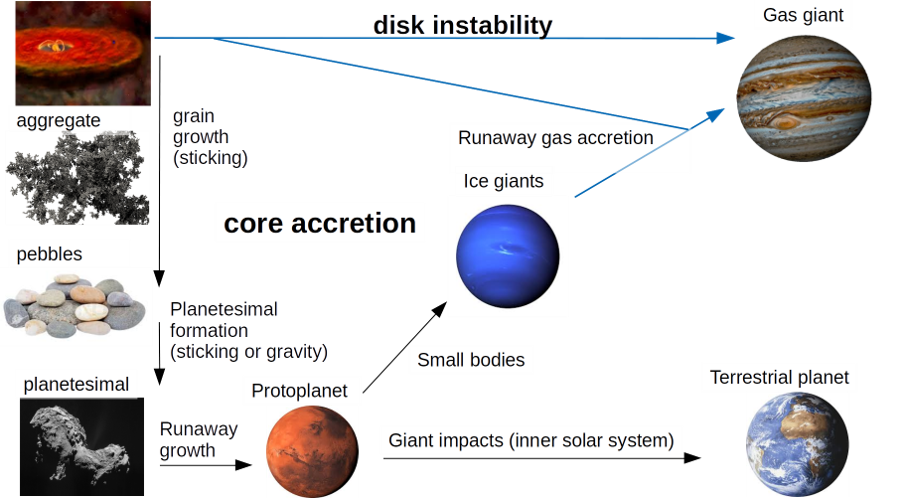 disk instability
Gas giant
aggregate
grain
growth
(sticking)
Runaway gas accretion
Ice giants
core accretion
pebbles
Planetesimal
formation
(sticking or gravity)
Small bodies
planetesimal
Protoplanet
Terrestrial planet
Runaway
growth
Giant impacts (inner solar system)